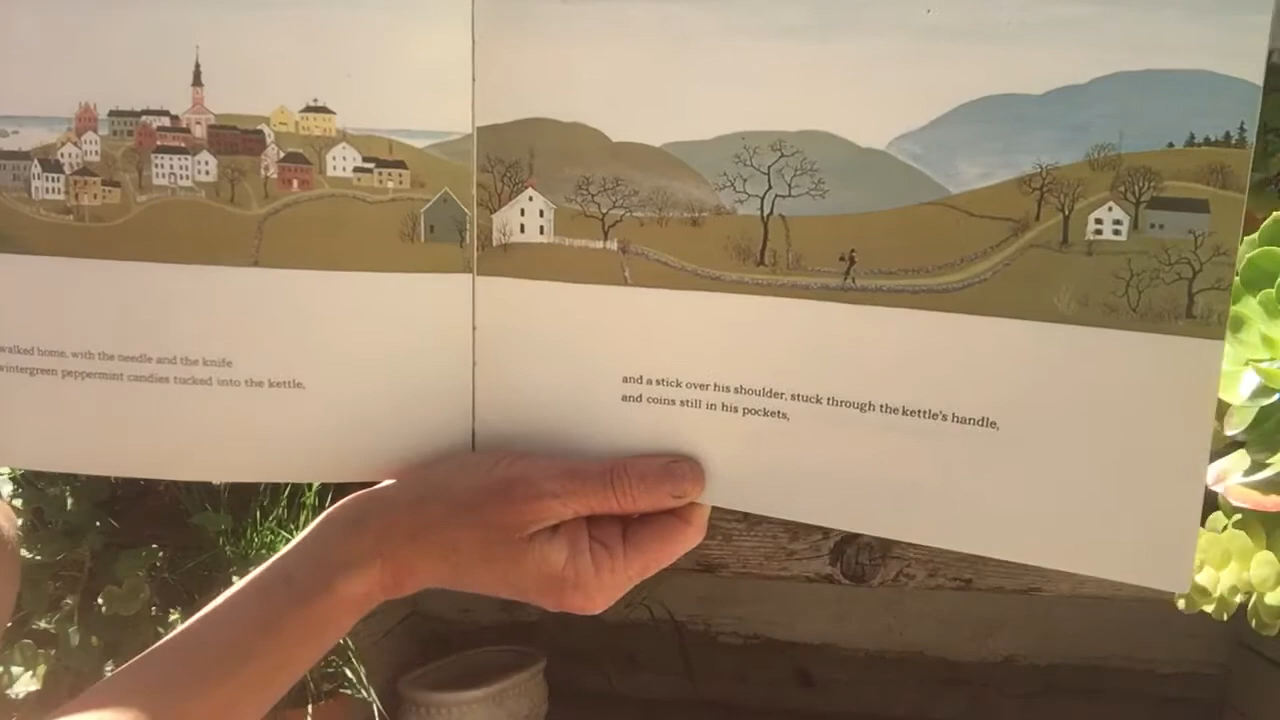 walked home, with the needle and the knife
wintergreen peppermint candies tucked into the kettle,
and a stick over his shoulder, stuck through the kettle's handle,
and coins still in his pockets,